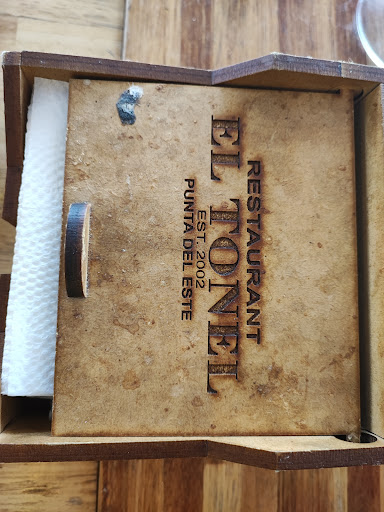 RESTAURANT
EL TONEL
EST. 2002
PUNTA DEL ESTE